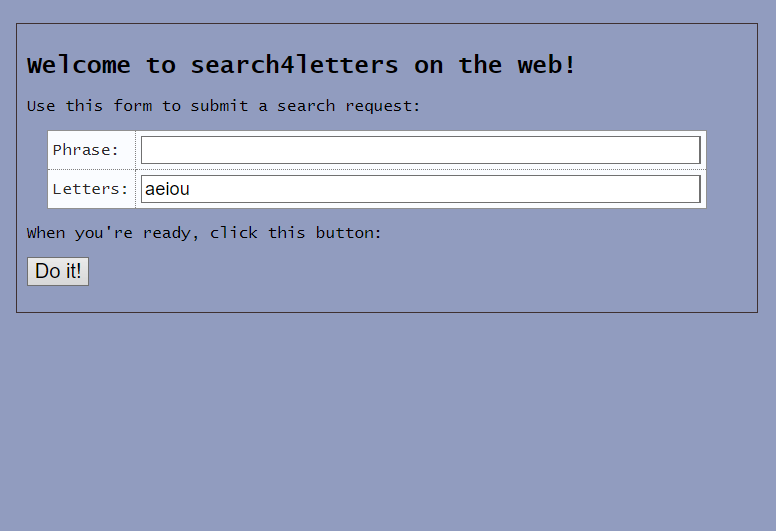 Welcome to search4letters on the web!
Use this form to submit a search request:
Phrase:
Letters: aeiou
When you're ready, click this button:
Do it!